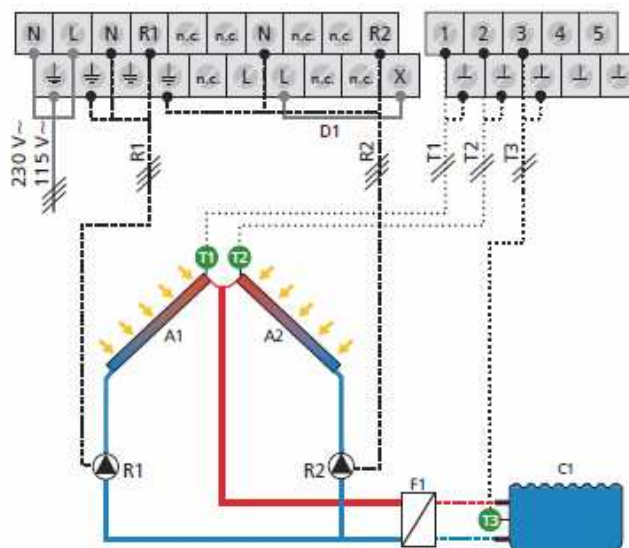 N L N R1 n.c. n.c. N n.c. n.c. R2
n.c. L L n.c. n.c. X
1 2 3 4 5
D1
230 V~
115 V~
R1
R2
T1
T2
T3
T1 T2
A1 A2
R1 R2
F1
C1
T3